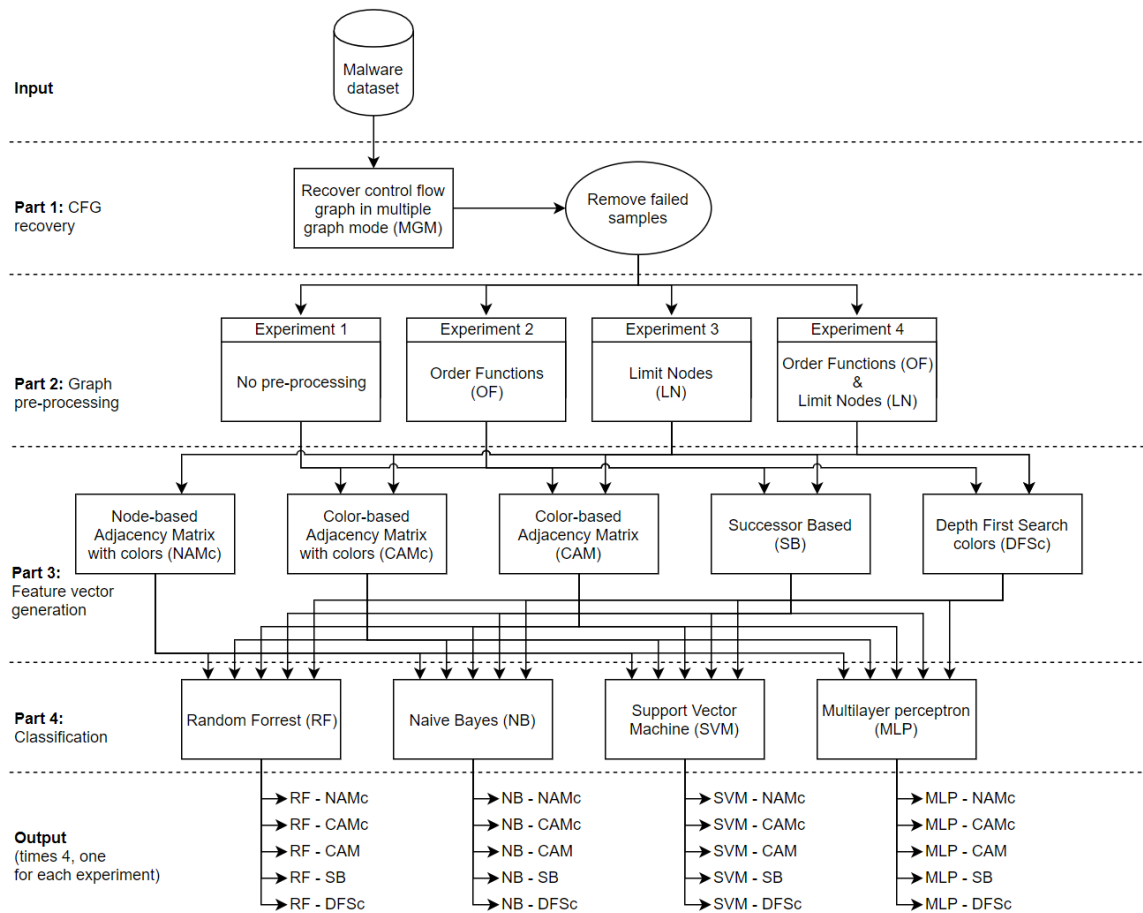 Malware
dataset
Input
Part 1: CFG
recovery
Recover control flow
graph in multiple
graph mode (MGM)
Remove failed
samples
Part 2: Graph
pre-processing
Experiment 1
No pre-processing
Experiment 2
Order Functions
(OF)
Experiment 3
Limit Nodes
(LN)
Experiment 4
Order Functions (OF)
&
Limit Nodes (LN)
Part 3:
Feature vector
generation
Node-based
Adjacency Matrix
with colors (NAMc)
Color-based
Adjacency Matrix
with colors (CAMc)
Color-based
Adjacency Matrix
(CAM)
Successor Based
(SB)
Depth First Search
colors (DFSc)
Part 4:
Classification
Random Forrest (RF)
Naive Bayes (NB)
Support Vector
Machine (SVM)
Multilayer perceptron
(MLP)
Output
(times 4, one
for each experiment)
RF - NAMc
RF - CAMc
RF - CAM
RF - SB
RF - DFSc
NB - NAMc
NB - CAMc
NB - CAM
NB - SB
NB - DFSc
SVM - NAMc
SVM - CAMc
SVM - CAM
SVM - SB
SVM - DFSc
MLP - NAMc
MLP - CAMc
MLP - CAM
MLP - SB
MLP - DFSc